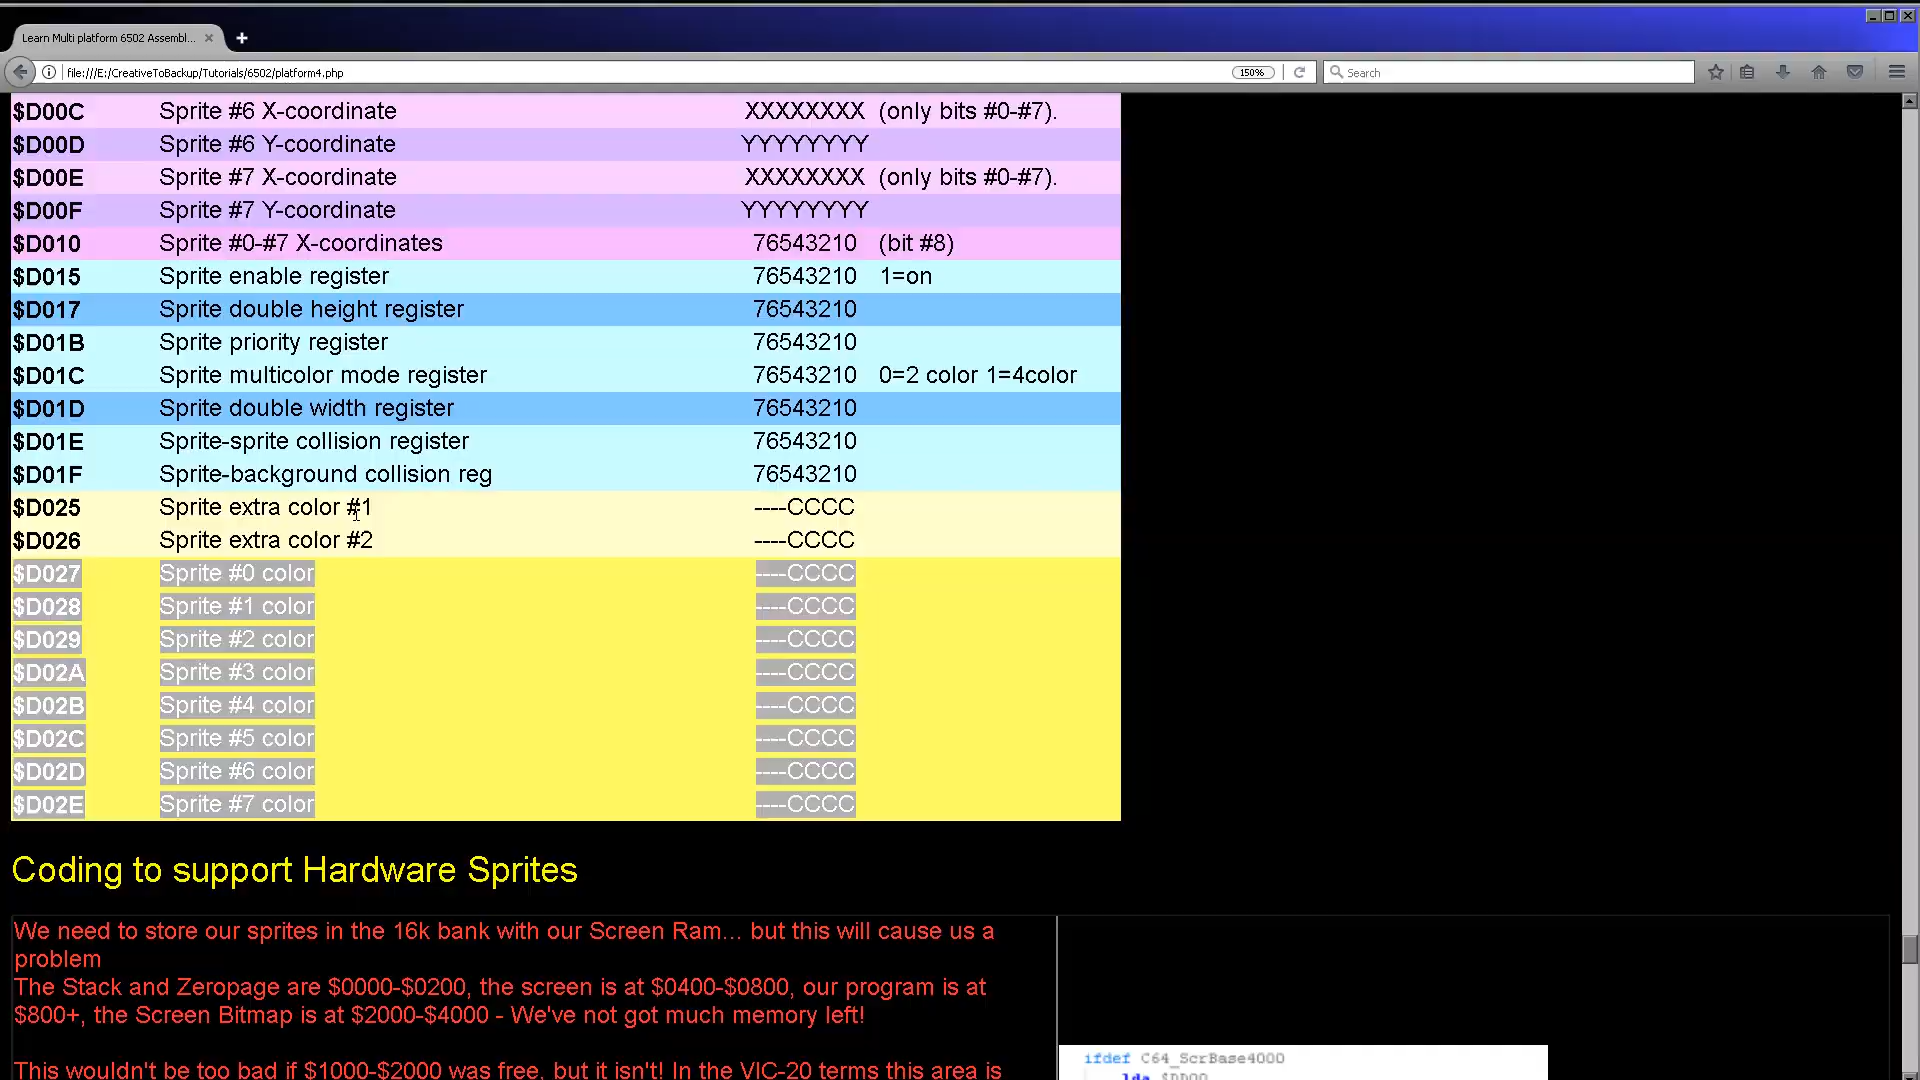 Learn Multi platform 6502 Assembl...
file:///E:/CreativeToBackup/Tutorials/6502/platform4.php
150%
Search
$D00C Sprite #6 X-coordinate XXXXXXXX (only bits #0-#7).
$D00D Sprite #6 Y-coordinate YYYYYYYY
$D00E Sprite #7 X-coordinate XXXXXXXX (only bits #0-#7).
$D00F Sprite #7 Y-coordinate YYYYYYYY
$D010 Sprite #0-#7 X-coordinates 76543210 (bit #8)
$D015 Sprite enable register 76543210 1=on
$D017 Sprite double height register 76543210
$D01B Sprite priority register 76543210
$D01C Sprite multicolor mode register 76543210 0=2 color 1=4color
$D01D Sprite double width register 76543210
$D01E Sprite-sprite collision register 76543210
$D01F Sprite-background collision reg 76543210
$D025 Sprite extra color #1 ----CCCC
$D026 Sprite extra color #2 ----CCCC
$D027 Sprite #0 color ----CCCC
$D028 Sprite #1 color ----CCCC
$D029 Sprite #2 color ----CCCC
$D02A Sprite #3 color ----CCCC
$D02B Sprite #4 color ----CCCC
$D02C Sprite #5 color ----CCCC
$D02D Sprite #6 color ----CCCC
$D02E Sprite #7 color ----CCCC
Coding to support Hardware Sprites
We need to store our sprites in the 16k bank with our Screen Ram... but this will cause us a
problem
The Stack and Zeropage are $0000-$0200, the screen is at $0400-$0800, our program is at
$800+, the Screen Bitmap is at $2000-$4000 - We've not got much memory left!
This wouldn't be too bad if $1000-$2000 was free, but it isn't! In the VIC-20 terms this area is
ifdef C64_ScrBase4000
lda $DD00